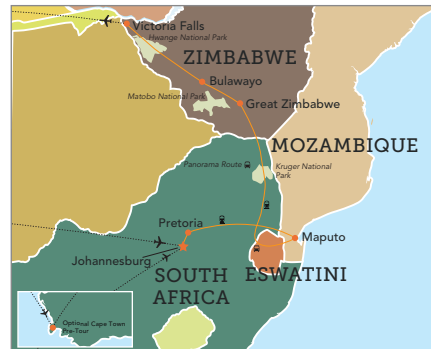 Victoria Falls
Hwange National Park
ZIMBABWE
Bulawayo
Matobo National Park
Great Zimbabwe
MOZAMBIQUE
Panorama Route
Kruger National
Park
Pretoria
Maputo
Johannesburg
SOUTH
AFRICA
ESWATINI
Optional Cape Town
Pre-Tour